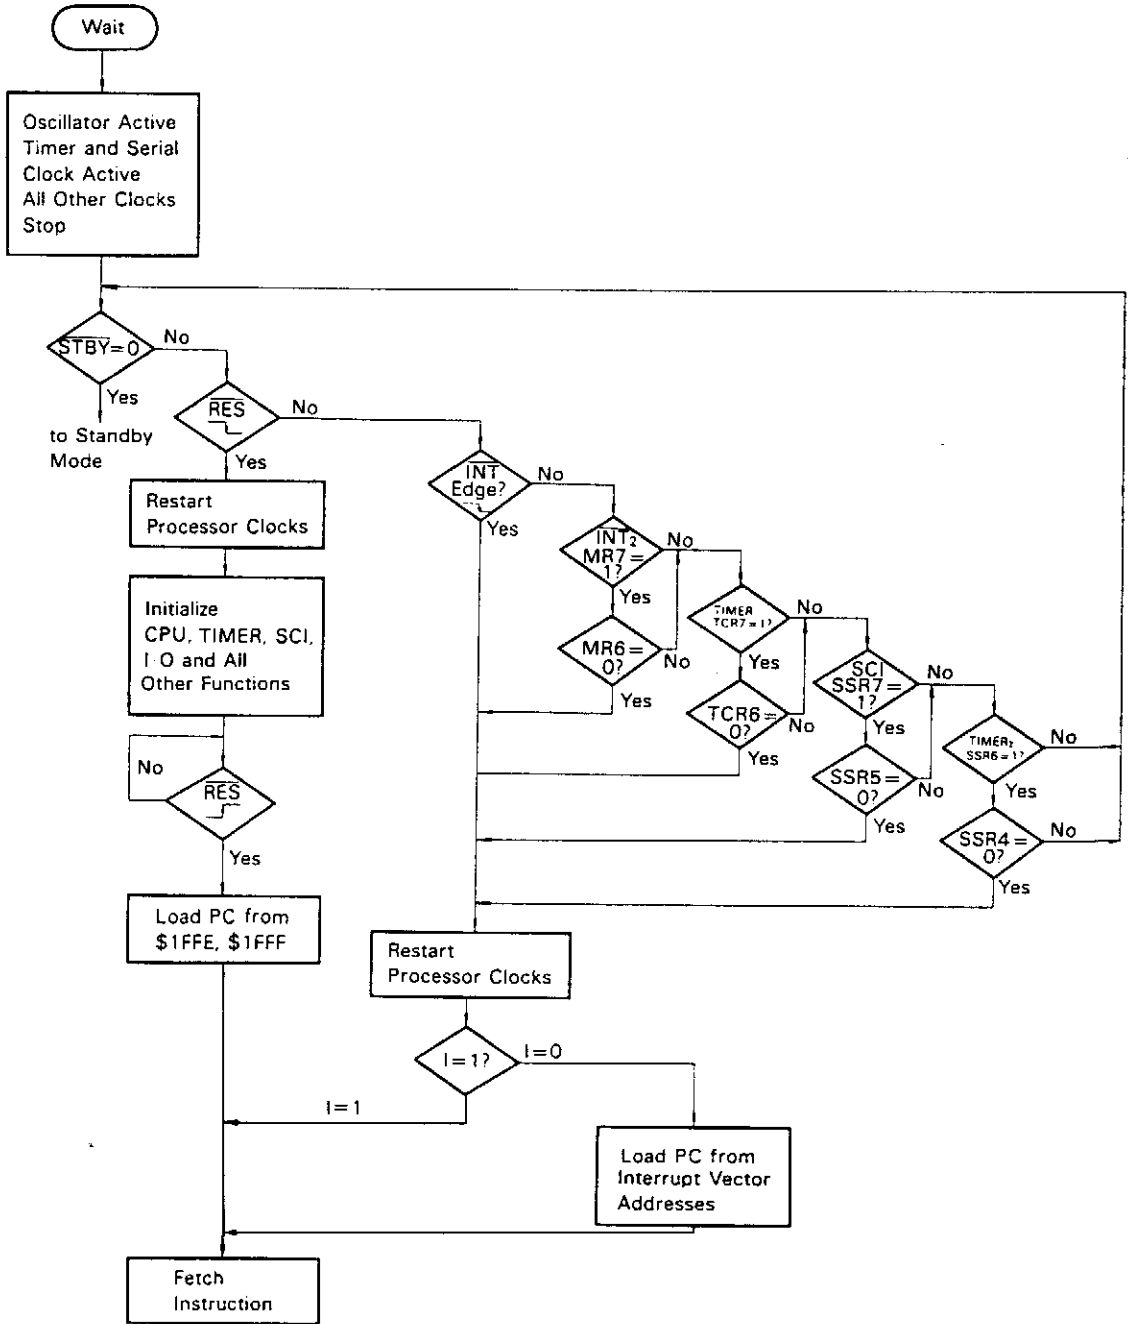 Wait
Oscillator Active
Timer and Serial
Clock Active
All Other Clocks
Stop
STBY=0
No
Yes
to Standby
Mode
RES
No
Yes
Restart
Processor Clocks
Initialize
CPU, TIMER, SCI,
I O and All
Other Functions
No
RES
Yes
Load PC from
$1FFE, $1FFF
INT
Edge?
No
Yes
INT₂
MR7=
1?
No
Yes
MR6=
0?
No
Yes
TIMER
TCR7=1?
No
Yes
TCR6=
0?
No
Yes
SCI
SSR7=
1?
No
Yes
SSR5=
0?
No
Yes
TIMER₂
SSR6=1?
No
Yes
SSR4=
0?
No
Yes
Restart
Processor Clocks
I=1?
I=0
I=1
Load PC from
Interrupt Vector
Addresses
Fetch
Instruction